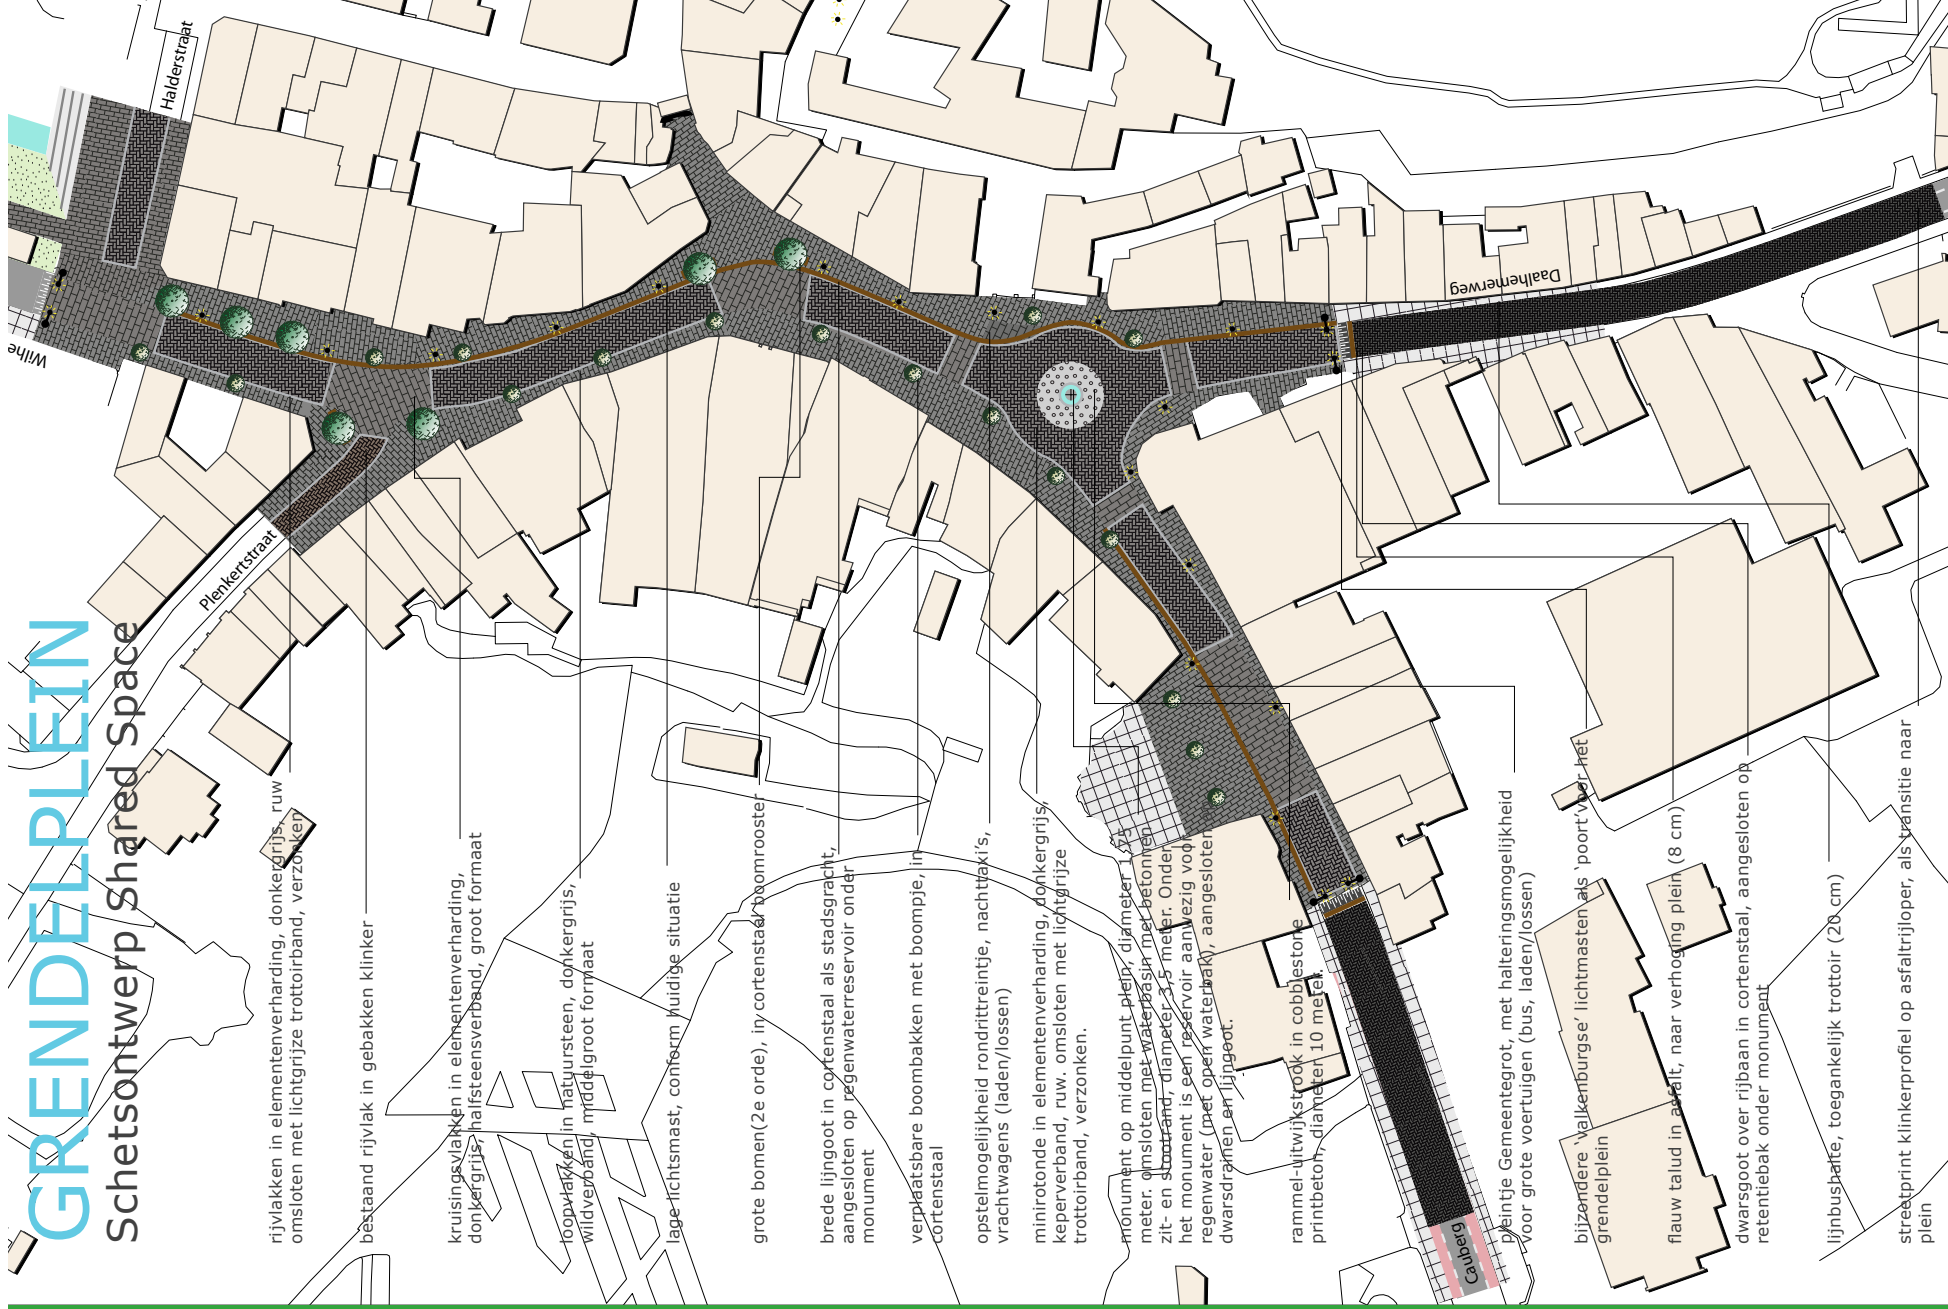 GRENDELPLEIN
Schetsontwerp Shared Space
rijvlakken in elementenverharding, donkergrijs, ruw
omsloten met lichtgrijze trottoirband, verzonken
bestaand rijvlak in gebakken klinker
kruisingsvlakken in elementenverharding,
donkergrijs, halfsteensverband, groot formaat
loopvlakken in natuursteen, donkergrijs,
wildverband, middelgroot formaat
lage lichtsmast, conform huidige situatie
grote bomen(2e orde), in cortenstaal boomrooster
brede lijngoot in cortenstaal als stadsgracht,
aangesloten op regenwaterreservoir onder
monument
verplaatsbare boombakken met boompje, in
cortenstaal
opstelmogelijkheid rondritreintje, nachttaxi's,
vrachtwagens (laden/lossen)
minirotonde in elementenverharding, donkergrijs,
keperverband, ruw. omsloten met lichtgrijze
trottoirband, verzonken.
monument op middelpunt plein, diameter 1,75
meter. omsloten met waterbasin met betonnen
zit- en stootrand, diameter 3,5 meter. Onder
het monument is een reservoir aanwezig voor
regenwater (met open waterbak), aangesloten
dwarsdrainen en lijngoot.
rammel-uitwijkstrook in cobblestone
printbeton, diameter 10 meter.
pleintje Gemeentegrot, met halteringsmogelijkheid
voor grote voertuigen (bus, laden/lossen)
bijzondere 'valkenburgse' lichtmasten als 'poort'voor het
grendelplein
flauw talud in asfalt, naar verhoging plein (8 cm)
dwarsgoot over rijbaan in cortenstaal, aangesloten op
retentiebak onder monument
lijnbushalte, toegankelijk trottoir (20 cm)
streetprint klinkerprofiel op asfaltrijloper, als transitie naar
plein
Wilhe
Halderstraat
Plenkertstraat
Daalhemerweg
Cauberg